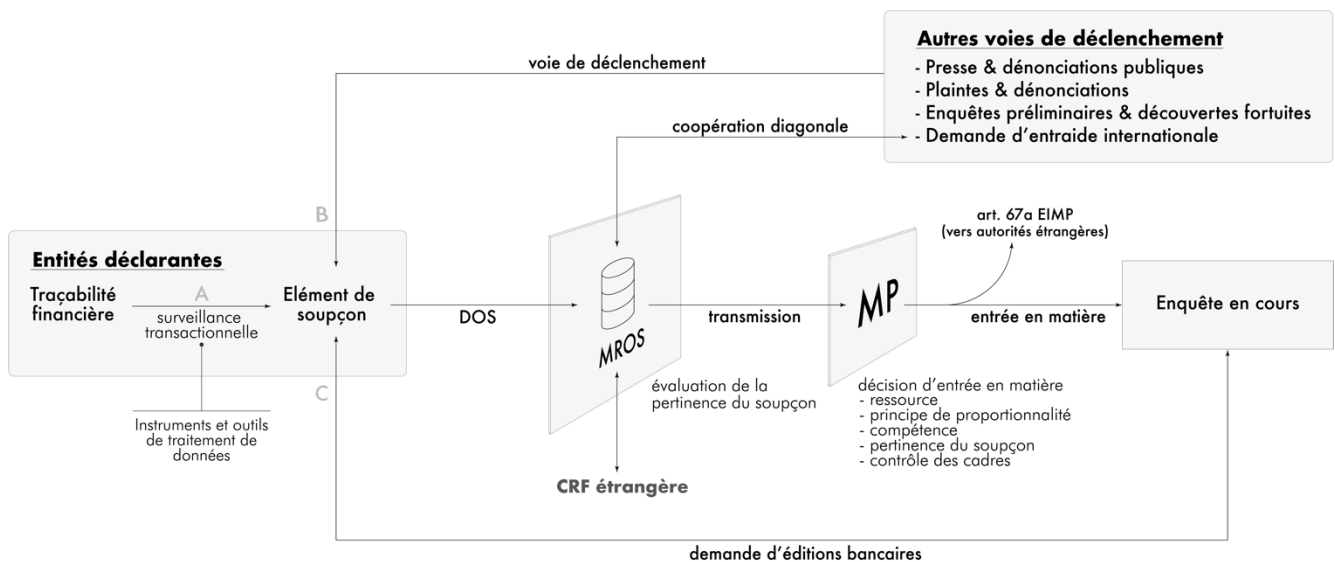 Autres voies de déclenchement
- Presse & dénonciations publiques
- Plaintes & dénonciations
- Enquêtes préliminaires & découvertes fortuites
- Demande d'entraide internationale
voie de déclenchement
coopération diagonale
B
art. 67a EIMP
(vers autorités étrangères)
Entités déclarantes
Traçabilité
financière
A
surveillance
transactionnelle
Elément de
soupçon
DOS
MROS
transmission
MP
entrée en matière
Enquête en cours
C
Instruments et outils
de traitement de
données
évaluation de la
pertinence du soupçon
décision d'entrée en matière
- ressource
- principe de proportionnalité
- compétence
- pertinence du soupçon
- contrôle des cadres
CRF étrangère
demande d'éditions bancaires